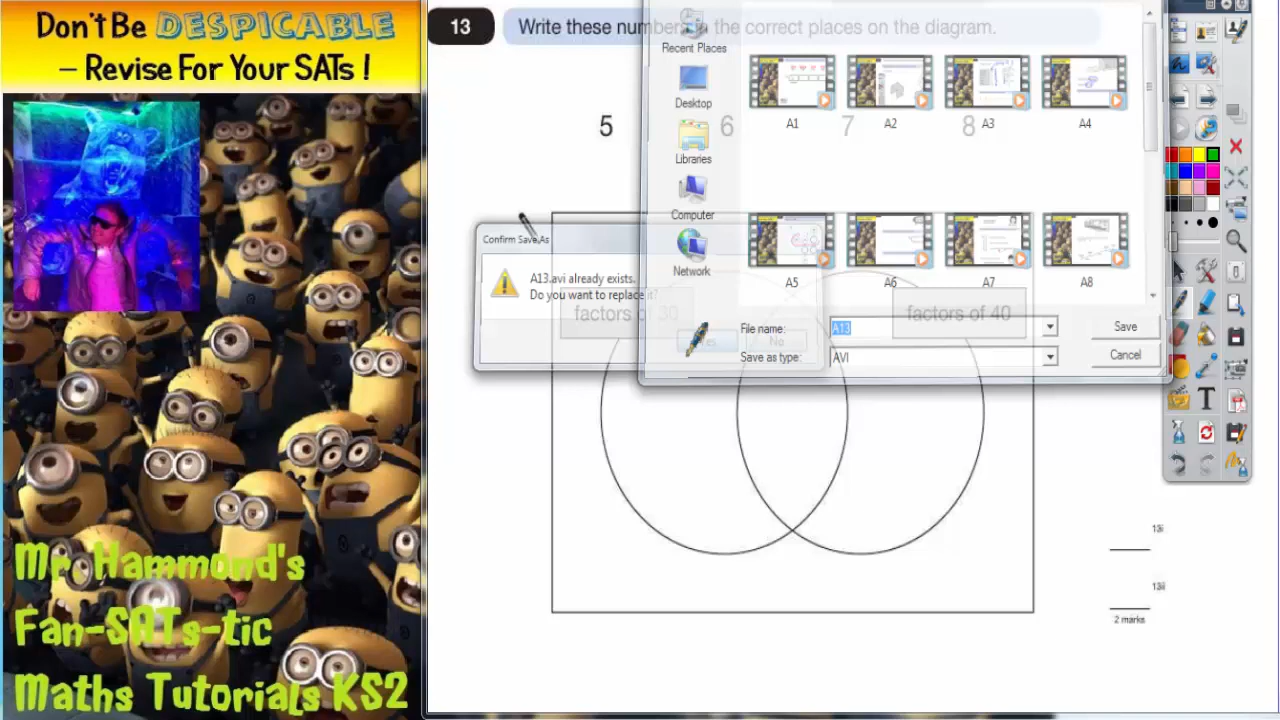 Don't Be DESPICABLE
– Revise For Your SATs !
Mr. Hammond's
Fan-SATs-tic
Maths Tutorials KS2
13
Write these numbers in the correct places on the diagram.
5 6 7 8
Recent Places
Desktop
Libraries
Computer
Network
A1 A2 A3 A4
A5 A6 A7 A8
Confirm Save As
A13.avi already exists.
Do you want to replace it?
Yes No
factors of 30
factors of 40
File name: A13 Save
Save as type: AVI Cancel
T
13i
13ii
2 marks